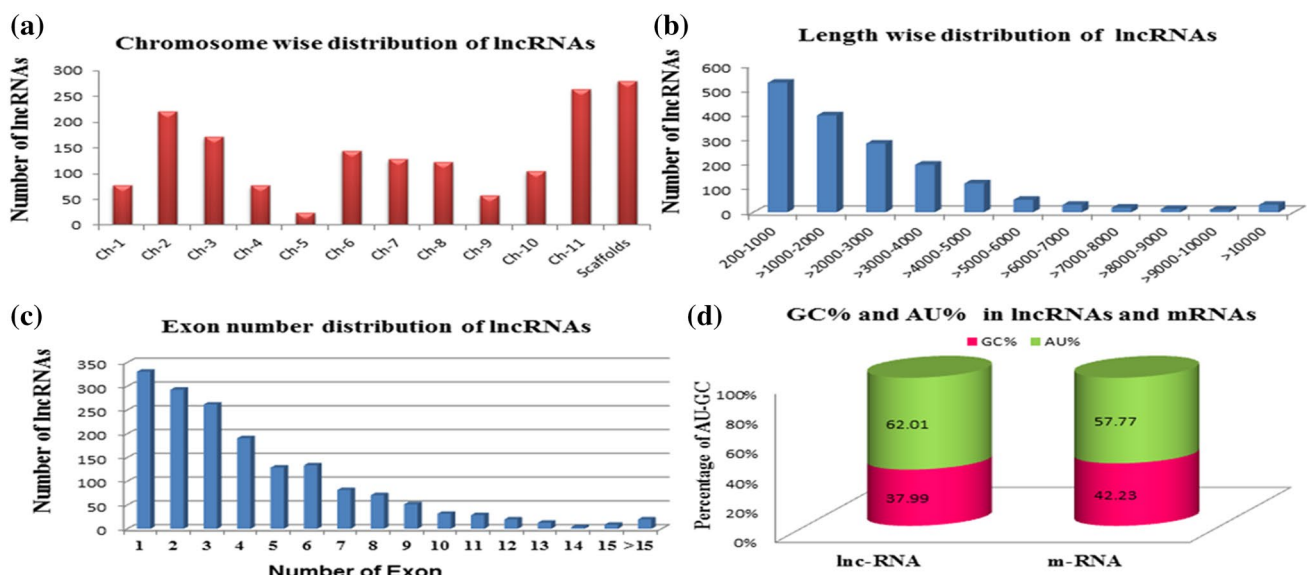 (a)
Chromosome wise distribution of lncRNAs
Number of lncRNAs
300
250
200
150
100
50
0
Ch-1
Ch-2
Ch-3
Ch-4
Ch-5
Ch-6
Ch-7
Ch-8
Ch-9
Ch-10
Ch-11
Scaffolds
(b)
Length wise distribution of lncRNAs
Number of lncRNAs
600
500
400
300
200
100
0
200-1000
>1000-2000
>2000-3000
>3000-4000
>4000-5000
>5000-6000
>6000-7000
>7000-8000
>8000-9000
>9000-10000
>10000
(c)
Exon number distribution of lncRNAs
Number of lncRNAs
350
300
250
200
150
100
50
0
1 2 3 4 5 6 7 8 9 10 11 12 13 14 15 >15
Number of Exon
(d)
GC% and AU% in lncRNAs and mRNAs
GC% AU%
Percentage of AU-GC
100%
80%
60%
40%
20%
0%
62.01
57.77
37.99
42.23
lnc-RNA
m-RNA